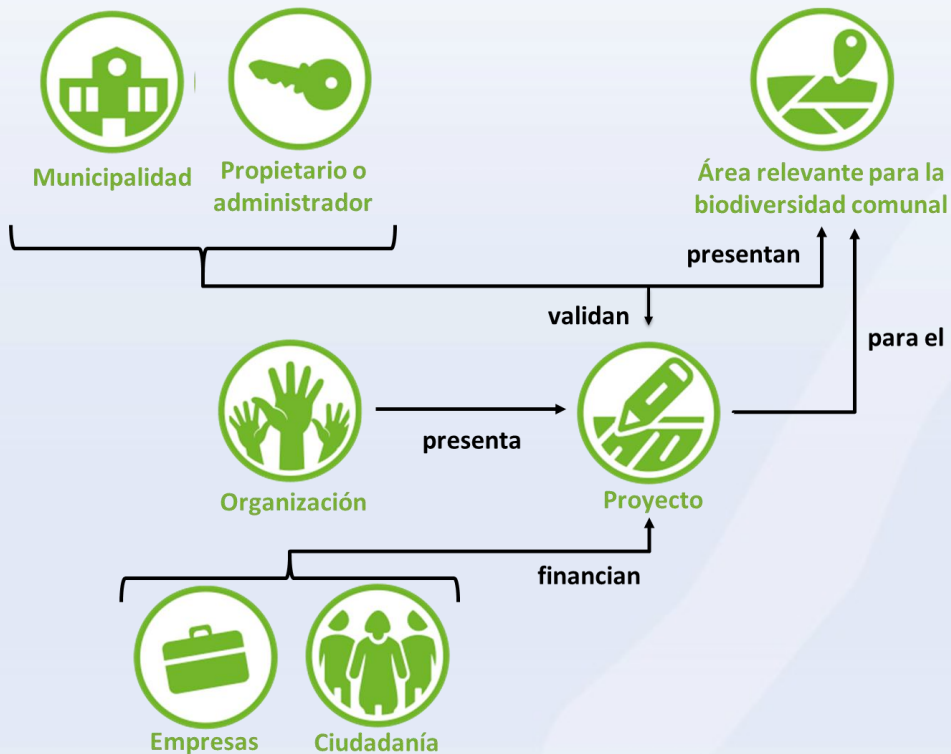 Municipalidad
Propietario o
administrador
Área relevante para la
biodiversidad comunal
presentan
validan
para el
presenta
Organización
Proyecto
financian
Empresas
Ciudadanía